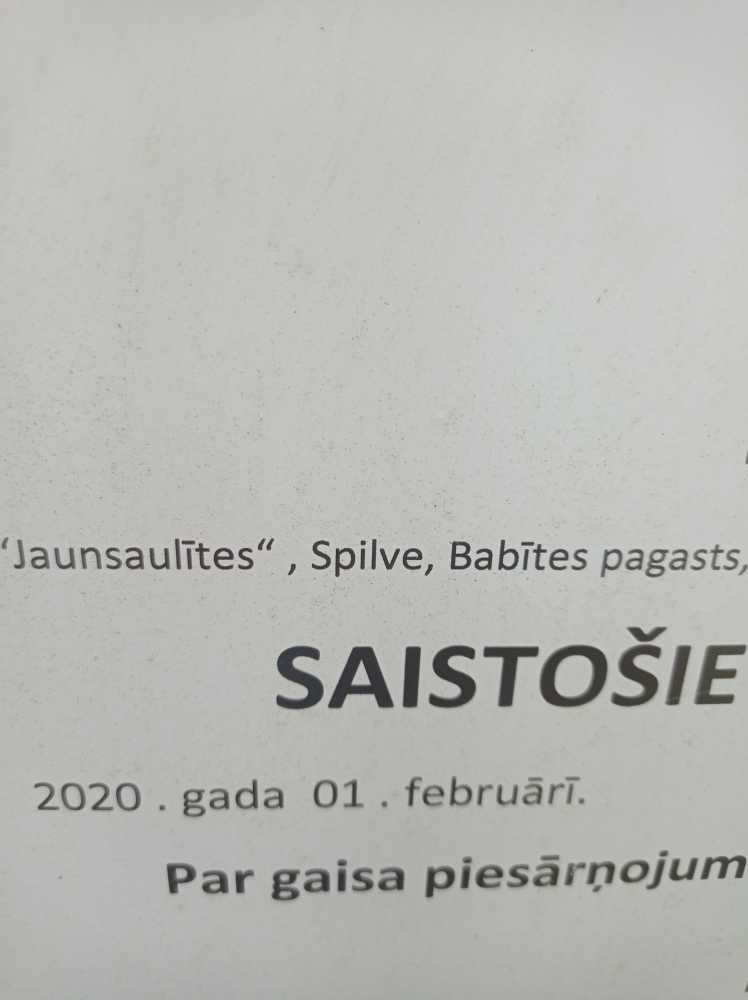 “Jaunsaulītes“ , Spilve, Babītes pagasts,
SAISTOŠIE
2020 . gada 01 . februārī.
Par gaisa piesārņojum